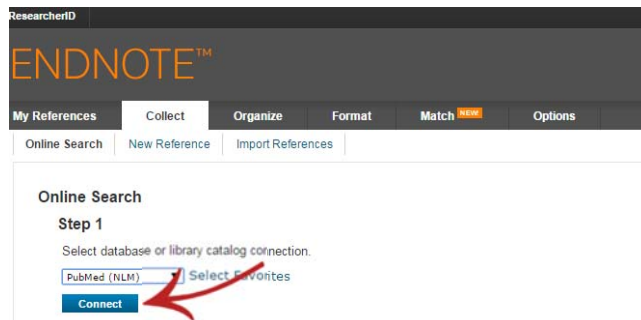 ResearcherID
ENDNOTE™
My References Collect Organize Format Match NEW Options
Online Search New Reference Import References
Online Search
Step 1
Select database or library catalog connection.
PubMed (NLM) Select Favorites
Connect